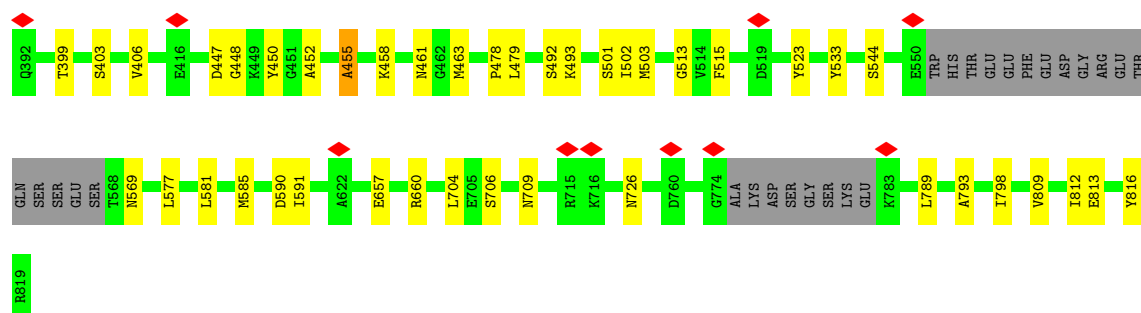 Q392 T399 S403 V406 E416 D447 G448 K449 Y450 G451 A452 A455 K458 N461 G462 M463 P478 L479 S492 K493 S501 I502 M503 G513 V514 F515 D519 Y523 Y533 S544 E550 TRP HIS THR GLU GLU PHE GLU ASP GLY ARG GLU THR
GLN SER SER GLU SER T568 N569 L577 L581 M585 D590 I591 A622 E657 R660 L704 E705 S706 N709 R715 K716 N726 D760 G774 ALA LYS ASP SER GLY SER LYS GLU K783 L789 A793 I798 V809 I812 E813 Y816
R819